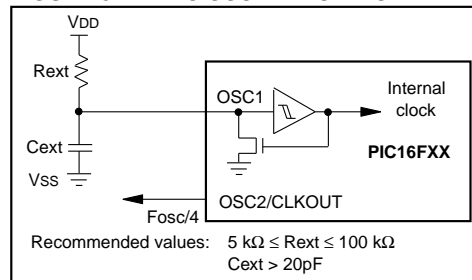 VDD
Rext
OSC1
Internal
clock
Cext
PIC16FXX
VSS
OSC2/CLKOUT
Fosc/4
Recommended values: 5 kΩ ≤ Rext ≤ 100 kΩ
Cext > 20pF